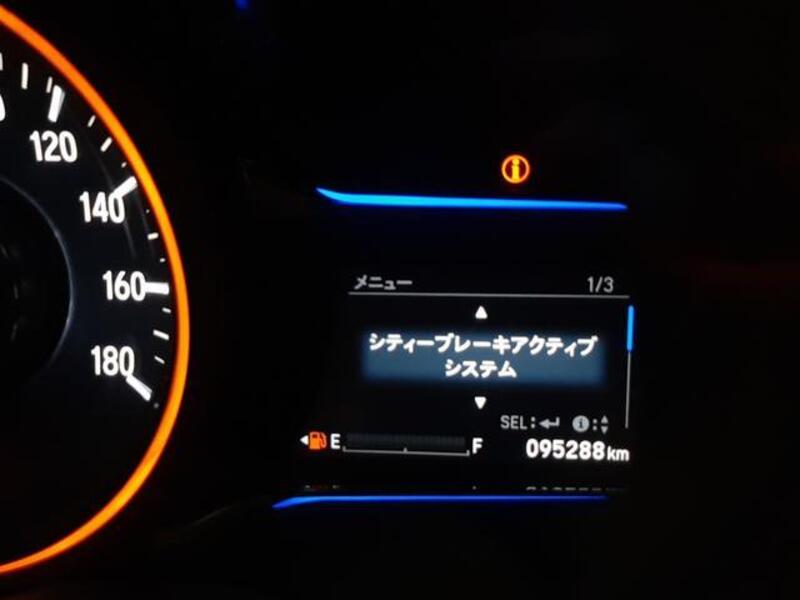 120
140
160
180
メニュー 1/3
シティーブレーキアクティブ
システム
SEL: i:
E F 095288km